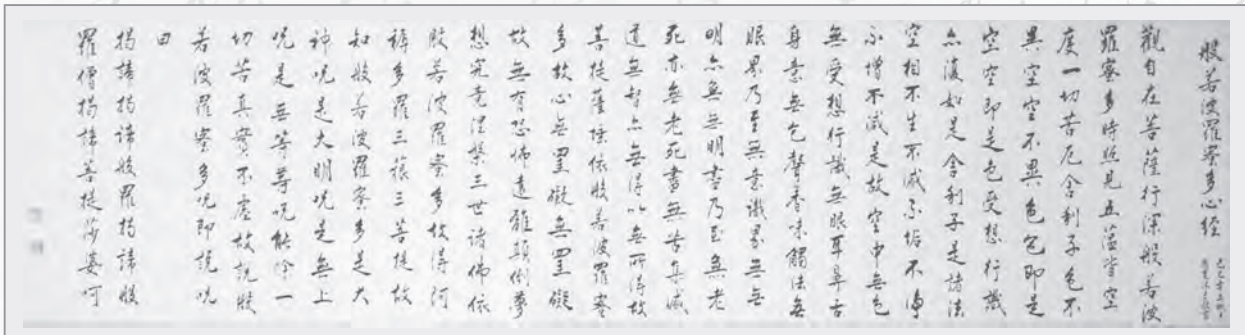 般若波羅蜜多心経
觀自在菩薩行深般若波
羅蜜多時照見五蘊皆空
度一切苦厄舍利子色不
異空空不異色色即是
空空即是色受想行識
亦復如是舍利子是諸法
空相不生不滅不垢不淨
不增不減是故空中無色
無受想行識無眼耳鼻舌
身意無色聲香味觸法無
眼界乃至無意識界無無
明亦無無明盡乃至無老
死亦無老死盡無苦集滅
道無智亦無得以無所得故
菩提薩埵依般若波羅蜜
多故心無罣礙無罣礙
故無有恐怖遠離顛倒夢
想究竟涅槃三世諸佛依
般若波羅蜜多故得阿
耨多羅三藐三菩提故
知般若波羅蜜多是大
神呪是大明呪是無上
呪是無等等呪能除一
切苦真實不虛故說般
若波羅蜜多呪即說呪
曰
揭諦揭諦般羅揭諦般
羅僧揭諦菩提莎婆呵